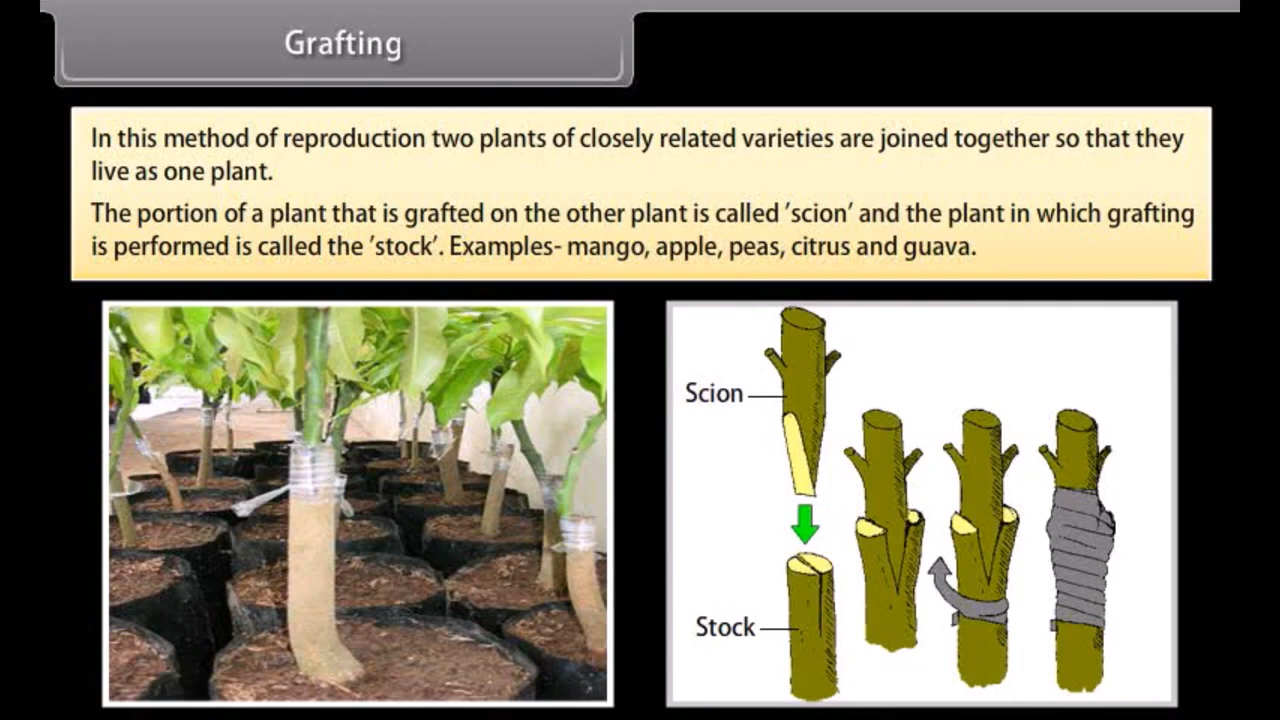 Grafting
In this method of reproduction two plants of closely related varieties are joined together so that they
live as one plant.
The portion of a plant that is grafted on the other plant is called 'scion' and the plant in which grafting
is performed is called the 'stock'. Examples- mango, apple, peas, citrus and guava.
Scion
Stock